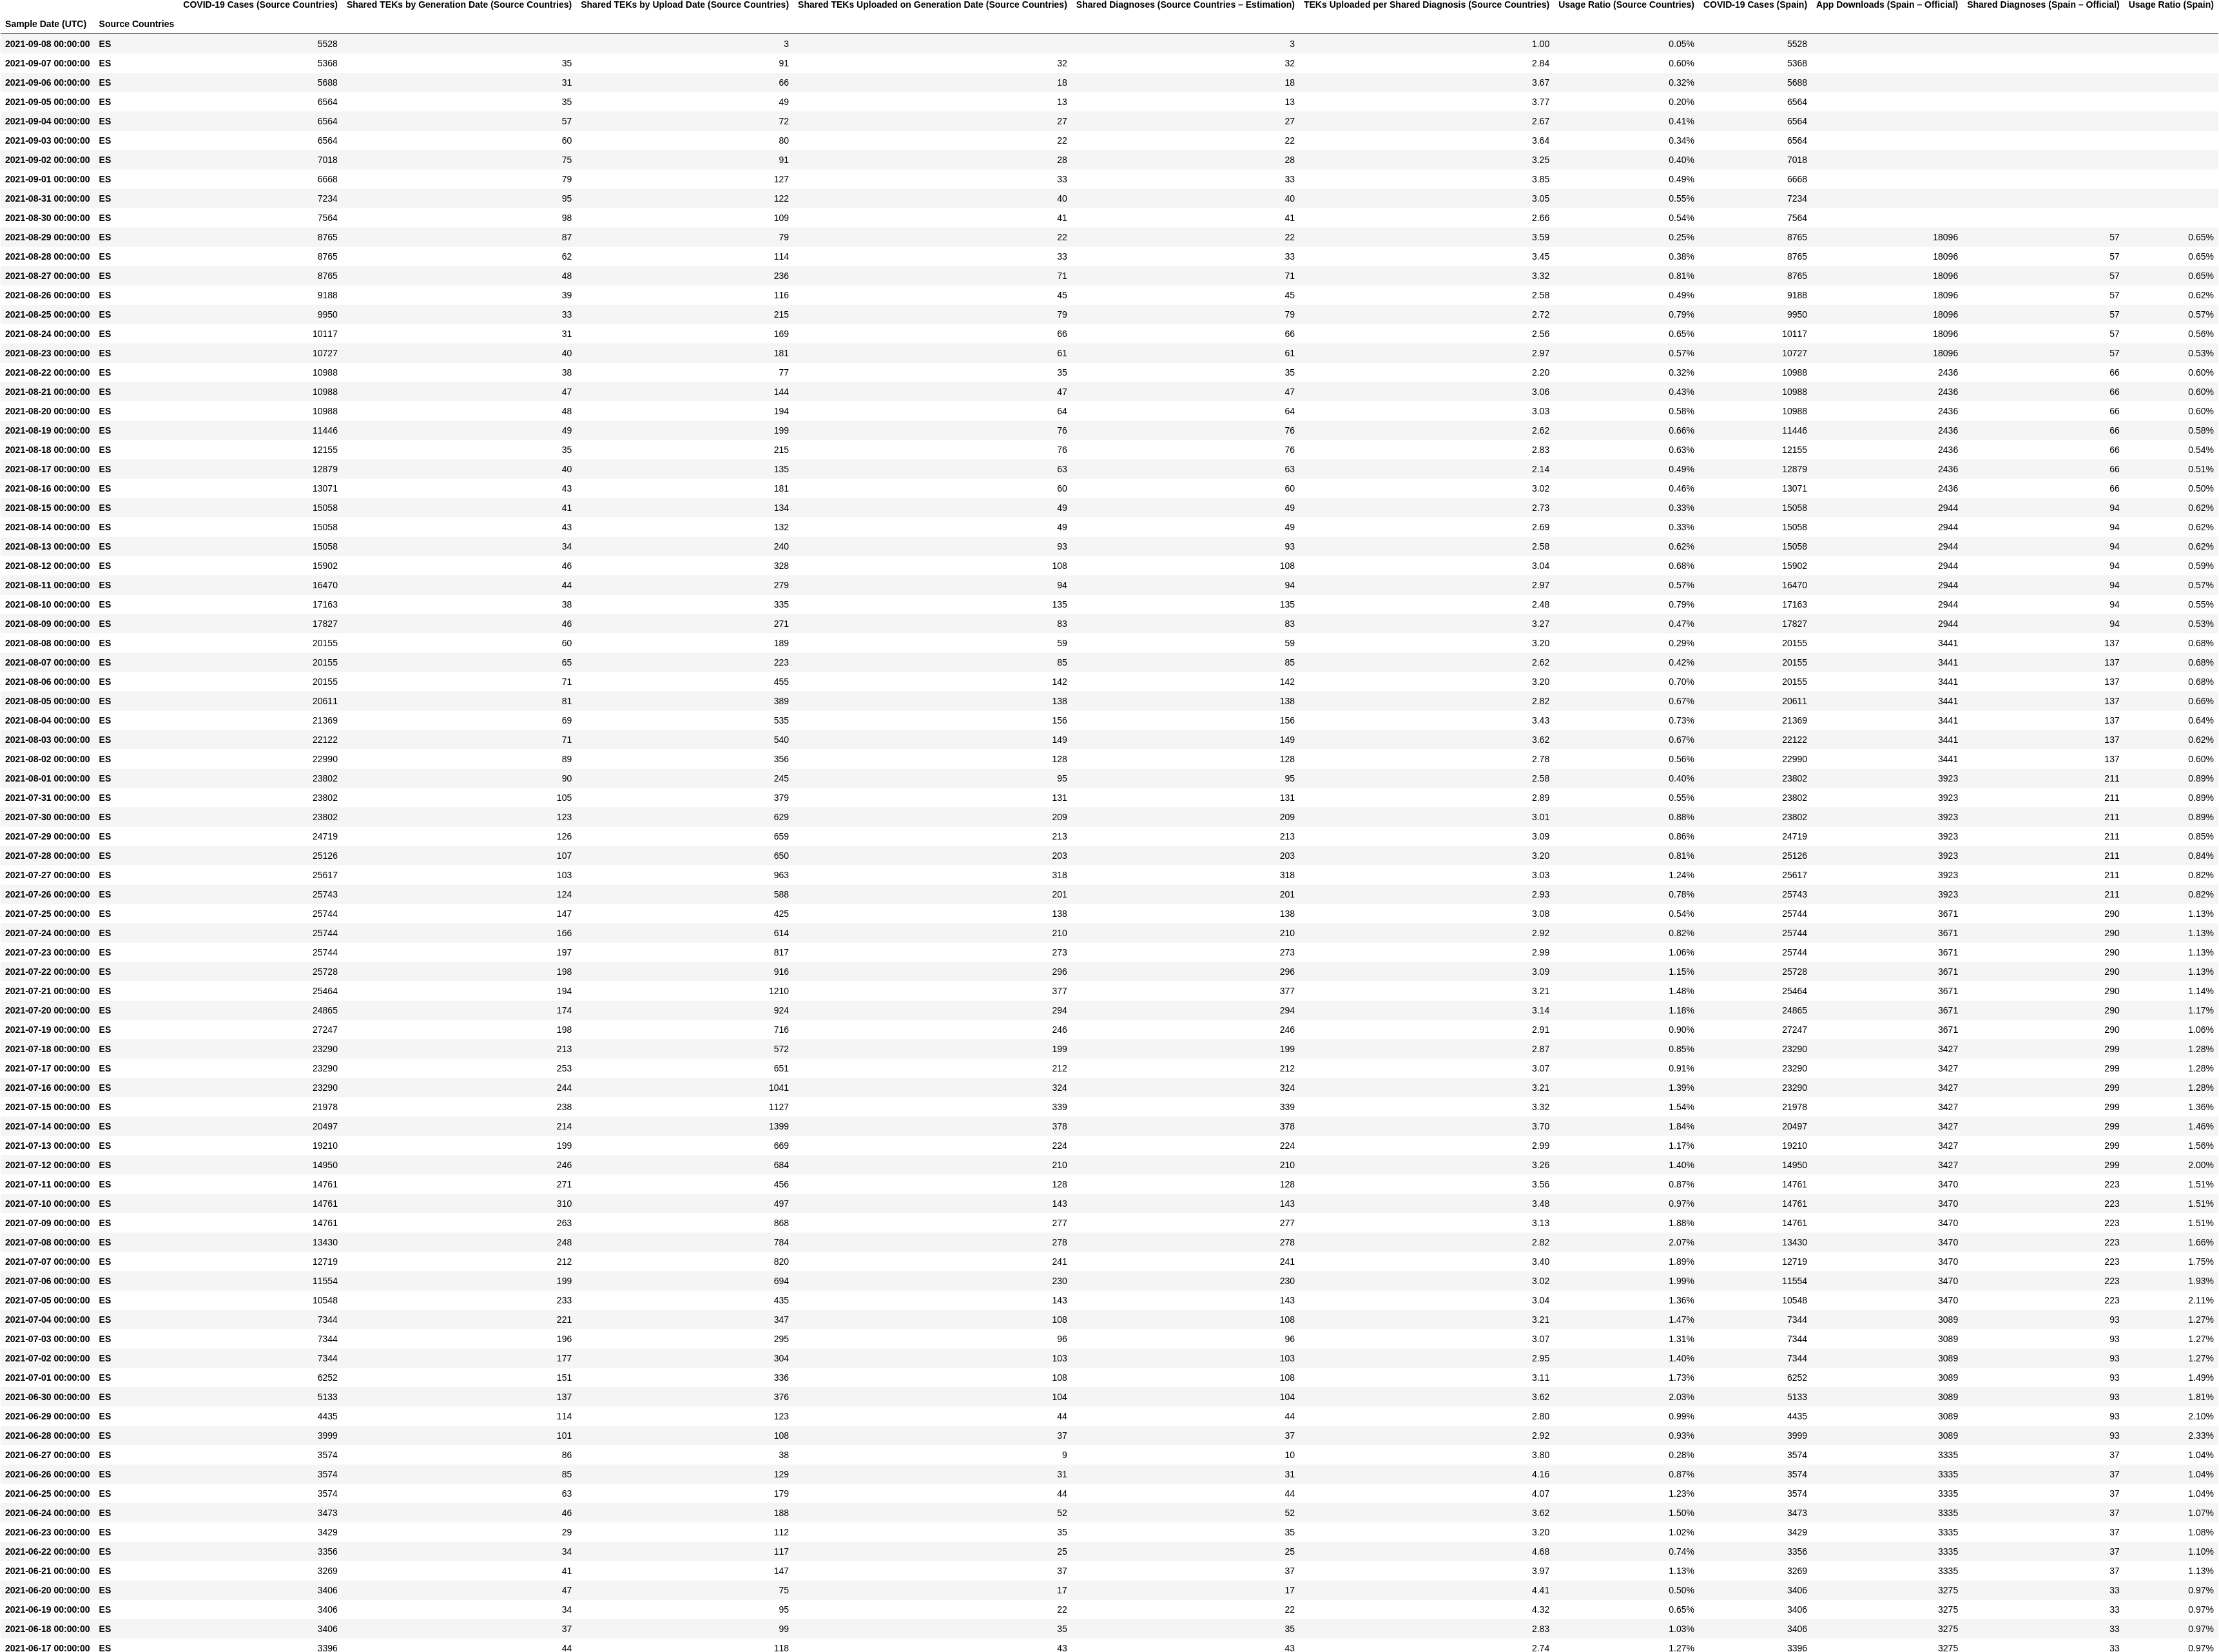 COVID-19 Cases (Source Countries) Shared TEKs by Generation Date (Source Countries) Shared TEKs by Upload Date (Source Countries) Shared TEKs Uploaded on Generation Date (Source Countries) Shared Diagnoses (Source Countries – Estimation) TEKs Uploaded per Shared Diagnosis (Source Countries) Usage Ratio (Source Countries) COVID-19 Cases (Spain) App Downloads (Spain – Official) Shared Diagnoses (Spain – Official) Usage Ratio (Spain)
Sample Date (UTC) Source Countries
2021-09-08 00:00:00 ES 5528 3 3 1.00 0.05% 5528
2021-09-07 00:00:00 ES 5368 35 91 32 32 2.84 0.60% 5368
2021-09-06 00:00:00 ES 5688 31 66 18 18 3.67 0.32% 5688
2021-09-05 00:00:00 ES 6564 35 49 13 13 3.77 0.20% 6564
2021-09-04 00:00:00 ES 6564 57 72 27 27 2.67 0.41% 6564
2021-09-03 00:00:00 ES 6564 60 80 22 22 3.64 0.34% 6564
2021-09-02 00:00:00 ES 7018 75 91 28 28 3.25 0.40% 7018
2021-09-01 00:00:00 ES 6668 79 127 33 33 3.85 0.49% 6668
2021-08-31 00:00:00 ES 7234 95 122 40 40 3.05 0.55% 7234
2021-08-30 00:00:00 ES 7564 98 109 41 41 2.66 0.54% 7564
2021-08-29 00:00:00 ES 8765 87 79 22 22 3.59 0.25% 8765 18096 57 0.65%
2021-08-28 00:00:00 ES 8765 62 114 33 33 3.45 0.38% 8765 18096 57 0.65%
2021-08-27 00:00:00 ES 8765 48 236 71 71 3.32 0.81% 8765 18096 57 0.65%
2021-08-26 00:00:00 ES 9188 39 116 45 45 2.58 0.49% 9188 18096 57 0.62%
2021-08-25 00:00:00 ES 9950 33 215 79 79 2.72 0.79% 9950 18096 57 0.57%
2021-08-24 00:00:00 ES 10117 31 169 66 66 2.56 0.65% 10117 18096 57 0.56%
2021-08-23 00:00:00 ES 10727 40 181 61 61 2.97 0.57% 10727 18096 57 0.53%
2021-08-22 00:00:00 ES 10988 38 77 35 35 2.20 0.32% 10988 2436 66 0.60%
2021-08-21 00:00:00 ES 10988 47 144 47 47 3.06 0.43% 10988 2436 66 0.60%
2021-08-20 00:00:00 ES 10988 48 194 64 64 3.03 0.58% 10988 2436 66 0.60%
2021-08-19 00:00:00 ES 11446 49 199 76 76 2.62 0.66% 11446 2436 66 0.58%
2021-08-18 00:00:00 ES 12155 35 215 76 76 2.83 0.63% 12155 2436 66 0.54%
2021-08-17 00:00:00 ES 12879 40 135 63 63 2.14 0.49% 12879 2436 66 0.51%
2021-08-16 00:00:00 ES 13071 43 181 60 60 3.02 0.46% 13071 2436 66 0.50%
2021-08-15 00:00:00 ES 15058 41 134 49 49 2.73 0.33% 15058 2944 94 0.62%
2021-08-14 00:00:00 ES 15058 43 132 49 49 2.69 0.33% 15058 2944 94 0.62%
2021-08-13 00:00:00 ES 15058 34 240 93 93 2.58 0.62% 15058 2944 94 0.62%
2021-08-12 00:00:00 ES 15902 46 328 108 108 3.04 0.68% 15902 2944 94 0.59%
2021-08-11 00:00:00 ES 16470 44 279 94 94 2.97 0.57% 16470 2944 94 0.57%
2021-08-10 00:00:00 ES 17163 38 335 135 135 2.48 0.79% 17163 2944 94 0.55%
2021-08-09 00:00:00 ES 17827 46 271 83 83 3.27 0.47% 17827 2944 94 0.53%
2021-08-08 00:00:00 ES 20155 60 189 59 59 3.20 0.29% 20155 3441 137 0.68%
2021-08-07 00:00:00 ES 20155 65 223 85 85 2.62 0.42% 20155 3441 137 0.68%
2021-08-06 00:00:00 ES 20155 71 455 142 142 3.20 0.70% 20155 3441 137 0.68%
2021-08-05 00:00:00 ES 20611 81 389 138 138 2.82 0.67% 20611 3441 137 0.66%
2021-08-04 00:00:00 ES 21369 69 535 156 156 3.43 0.73% 21369 3441 137 0.64%
2021-08-03 00:00:00 ES 22122 71 540 149 149 3.62 0.67% 22122 3441 137 0.62%
2021-08-02 00:00:00 ES 22990 89 356 128 128 2.78 0.56% 22990 3441 137 0.60%
2021-08-01 00:00:00 ES 23802 90 245 95 95 2.58 0.40% 23802 3923 211 0.89%
2021-07-31 00:00:00 ES 23802 105 379 131 131 2.89 0.55% 23802 3923 211 0.89%
2021-07-30 00:00:00 ES 23802 123 629 209 209 3.01 0.88% 23802 3923 211 0.89%
2021-07-29 00:00:00 ES 24719 126 659 213 213 3.09 0.86% 24719 3923 211 0.85%
2021-07-28 00:00:00 ES 25126 107 650 203 203 3.20 0.81% 25126 3923 211 0.84%
2021-07-27 00:00:00 ES 25617 103 963 318 318 3.03 1.24% 25617 3923 211 0.82%
2021-07-26 00:00:00 ES 25743 124 588 201 201 2.93 0.78% 25743 3923 211 0.82%
2021-07-25 00:00:00 ES 25744 147 425 138 138 3.08 0.54% 25744 3671 290 1.13%
2021-07-24 00:00:00 ES 25744 166 614 210 210 2.92 0.82% 25744 3671 290 1.13%
2021-07-23 00:00:00 ES 25744 197 817 273 273 2.99 1.06% 25744 3671 290 1.13%
2021-07-22 00:00:00 ES 25728 198 916 296 296 3.09 1.15% 25728 3671 290 1.13%
2021-07-21 00:00:00 ES 25464 194 1210 377 377 3.21 1.48% 25464 3671 290 1.14%
2021-07-20 00:00:00 ES 24865 174 924 294 294 3.14 1.18% 24865 3671 290 1.17%
2021-07-19 00:00:00 ES 27247 198 716 246 246 2.91 0.90% 27247 3671 290 1.06%
2021-07-18 00:00:00 ES 23290 213 572 199 199 2.87 0.85% 23290 3427 299 1.28%
2021-07-17 00:00:00 ES 23290 253 651 212 212 3.07 0.91% 23290 3427 299 1.28%
2021-07-16 00:00:00 ES 23290 244 1041 324 324 3.21 1.39% 23290 3427 299 1.28%
2021-07-15 00:00:00 ES 21978 238 1127 339 339 3.32 1.54% 21978 3427 299 1.36%
2021-07-14 00:00:00 ES 20497 214 1399 378 378 3.70 1.84% 20497 3427 299 1.46%
2021-07-13 00:00:00 ES 19210 199 669 224 224 2.99 1.17% 19210 3427 299 1.56%
2021-07-12 00:00:00 ES 14950 246 684 210 210 3.26 1.40% 14950 3427 299 2.00%
2021-07-11 00:00:00 ES 14761 271 456 128 128 3.56 0.87% 14761 3470 223 1.51%
2021-07-10 00:00:00 ES 14761 310 497 143 143 3.48 0.97% 14761 3470 223 1.51%
2021-07-09 00:00:00 ES 14761 263 868 277 277 3.13 1.88% 14761 3470 223 1.51%
2021-07-08 00:00:00 ES 13430 248 784 278 278 2.82 2.07% 13430 3470 223 1.66%
2021-07-07 00:00:00 ES 12719 212 820 241 241 3.40 1.89% 12719 3470 223 1.75%
2021-07-06 00:00:00 ES 11554 199 694 230 230 3.02 1.99% 11554 3470 223 1.93%
2021-07-05 00:00:00 ES 10548 233 435 143 143 3.04 1.36% 10548 3470 223 2.11%
2021-07-04 00:00:00 ES 7344 221 347 108 108 3.21 1.47% 7344 3089 93 1.27%
2021-07-03 00:00:00 ES 7344 196 295 96 96 3.07 1.31% 7344 3089 93 1.27%
2021-07-02 00:00:00 ES 7344 177 304 103 103 2.95 1.40% 7344 3089 93 1.27%
2021-07-01 00:00:00 ES 6252 151 336 108 108 3.11 1.73% 6252 3089 93 1.49%
2021-06-30 00:00:00 ES 5133 137 376 104 104 3.62 2.03% 5133 3089 93 1.81%
2021-06-29 00:00:00 ES 4435 114 123 44 44 2.80 0.99% 4435 3089 93 2.10%
2021-06-28 00:00:00 ES 3999 101 108 37 37 2.92 0.93% 3999 3089 93 2.33%
2021-06-27 00:00:00 ES 3574 86 38 9 10 3.80 0.28% 3574 3335 37 1.04%
2021-06-26 00:00:00 ES 3574 85 129 31 31 4.16 0.87% 3574 3335 37 1.04%
2021-06-25 00:00:00 ES 3574 63 179 44 44 4.07 1.23% 3574 3335 37 1.04%
2021-06-24 00:00:00 ES 3473 46 188 52 52 3.62 1.50% 3473 3335 37 1.07%
2021-06-23 00:00:00 ES 3429 29 112 35 35 3.20 1.02% 3429 3335 37 1.08%
2021-06-22 00:00:00 ES 3356 34 117 25 25 4.68 0.74% 3356 3335 37 1.10%
2021-06-21 00:00:00 ES 3269 41 147 37 37 3.97 1.13% 3269 3335 37 1.13%
2021-06-20 00:00:00 ES 3406 47 75 17 17 4.41 0.50% 3406 3275 33 0.97%
2021-06-19 00:00:00 ES 3406 34 95 22 22 4.32 0.65% 3406 3275 33 0.97%
2021-06-18 00:00:00 ES 3406 37 99 35 35 2.83 1.03% 3406 3275 33 0.97%
2021-06-17 00:00:00 ES 3396 44 118 43 43 2.74 1.27% 3396 3275 33 0.97%